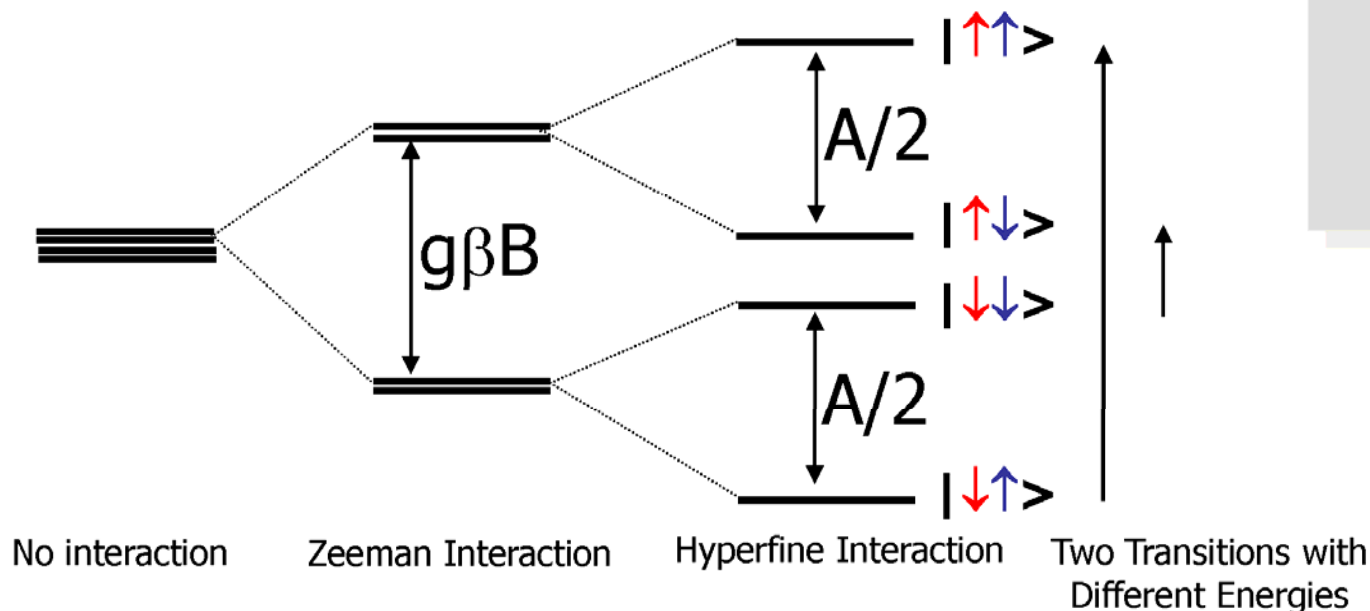 |↑↑>
A/2
gβB
|↑↓>
|↓↓>
A/2
|↓↑>
No interaction
Zeeman Interaction
Hyperfine Interaction
Two Transitions with
Different Energies